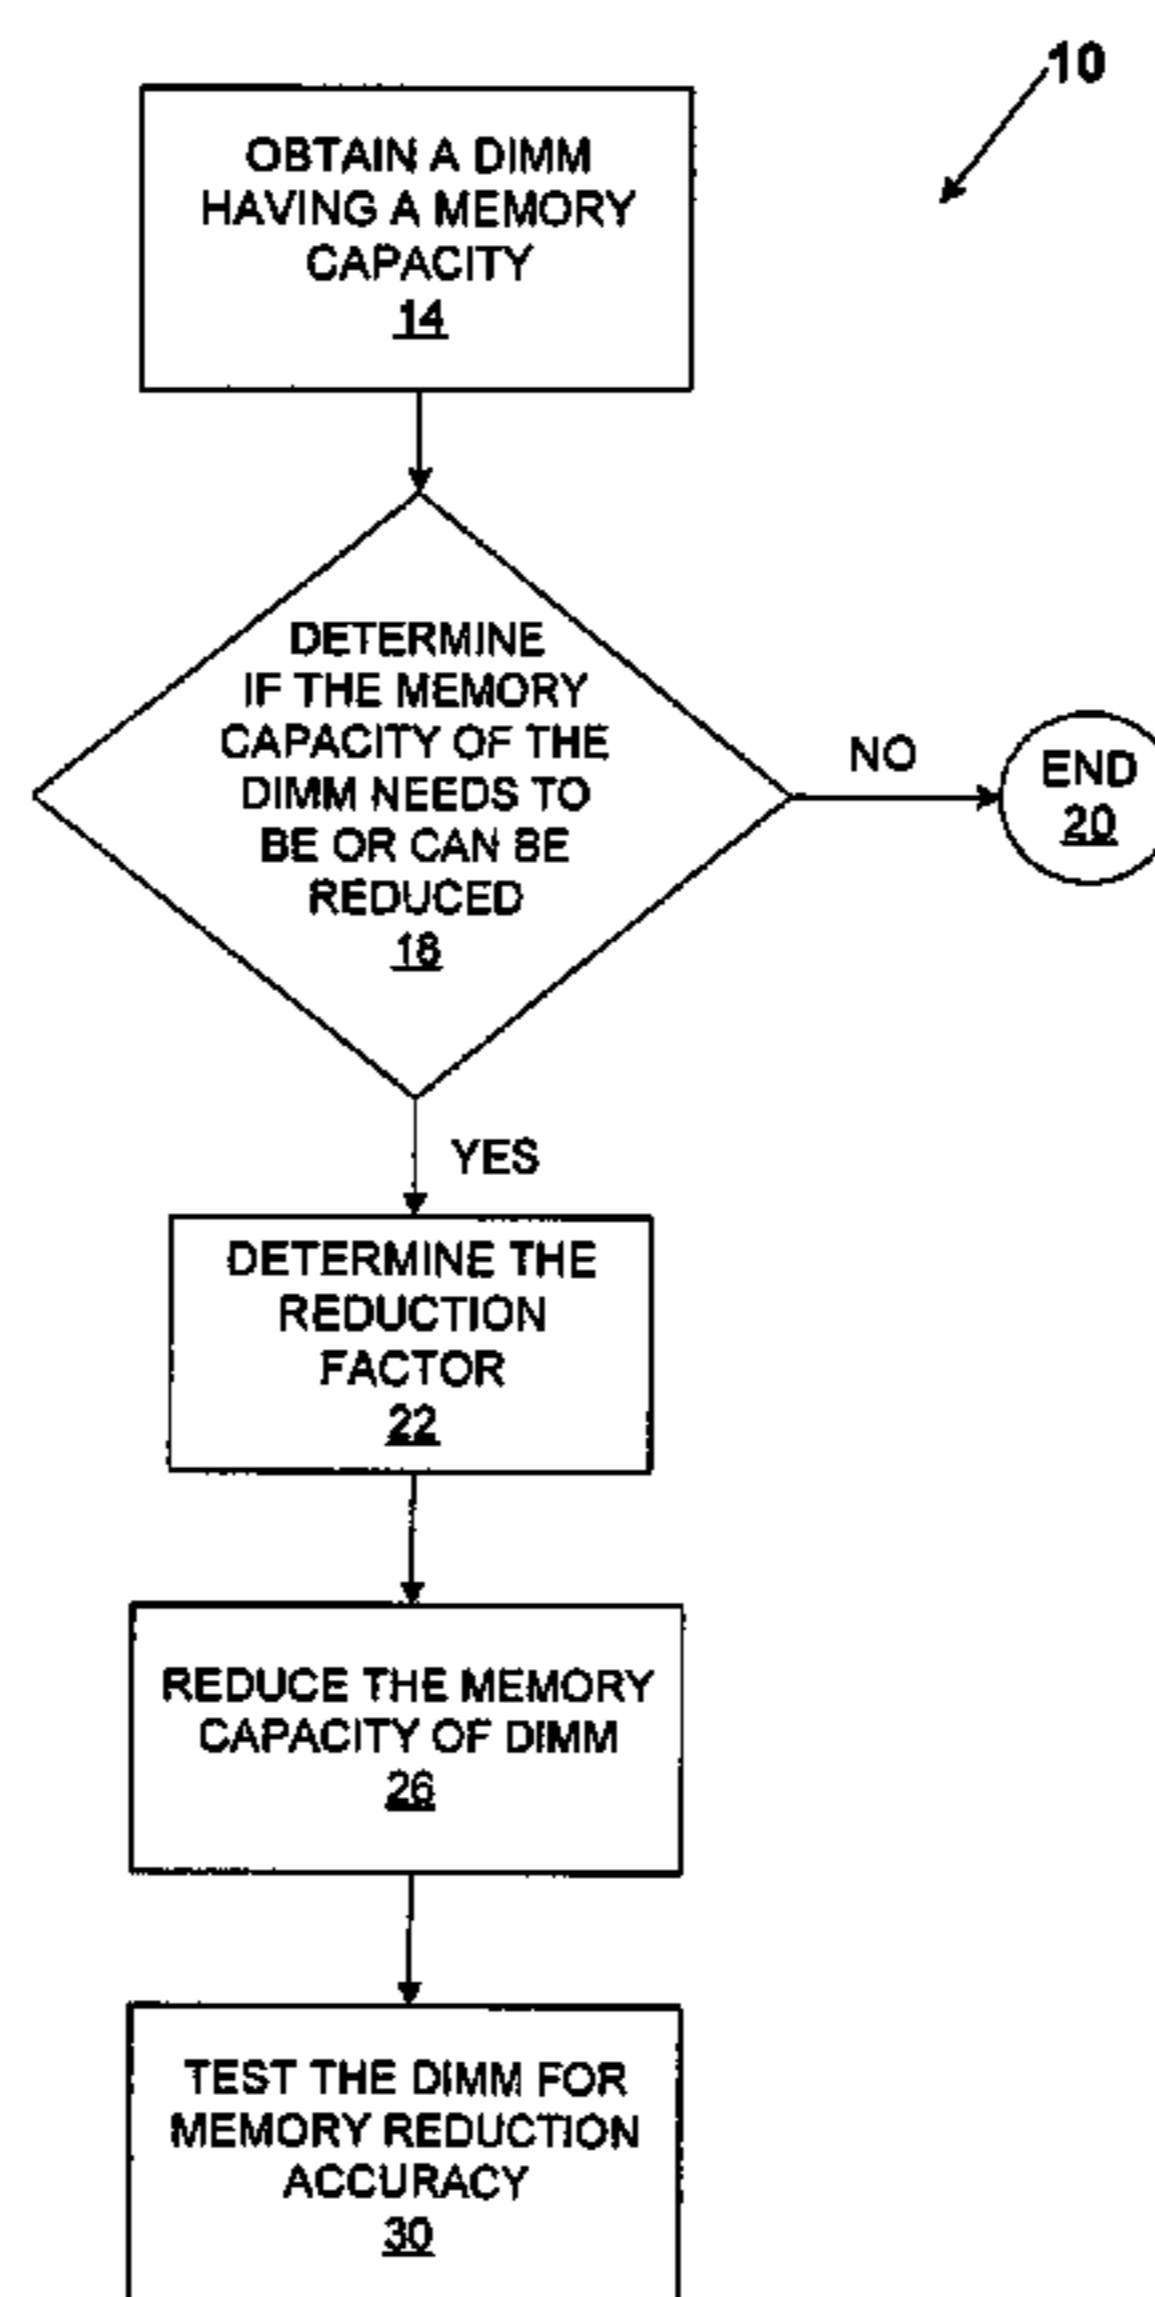 10
OBTAIN A DIMM
HAVING A MEMORY
CAPACITY
14
DETERMINE
IF THE MEMORY
CAPACITY OF THE
DIMM NEEDS TO
BE OR CAN BE
REDUCED
18
NO
END
20
YES
DETERMINE THE
REDUCTION
FACTOR
22
REDUCE THE MEMORY
CAPACITY OF DIMM
26
TEST THE DIMM FOR
MEMORY REDUCTION
ACCURACY
30